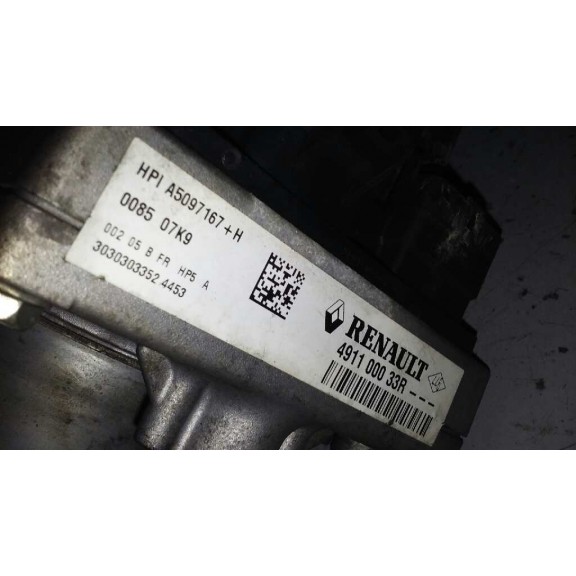 HPI A5097167+H
0085 07K9
002 05 B FR HP5 A
3030303352 4453
RENAULT
4911 000 33R---